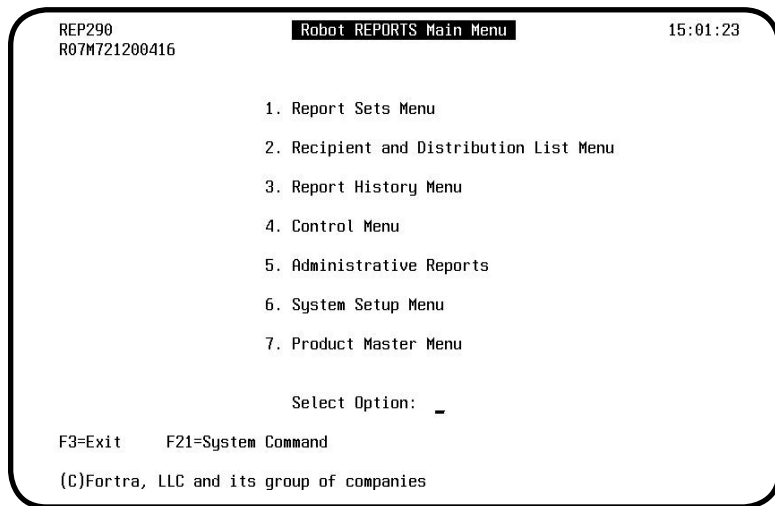 REP290 Robot REPORTS Main Menu 15:01:23
R07M721200416
1. Report Sets Menu
2. Recipient and Distribution List Menu
3. Report History Menu
4. Control Menu
5. Administrative Reports
6. System Setup Menu
7. Product Master Menu
Select Option: _
F3=Exit F21=System Command
(C)Fortra, LLC and its group of companies